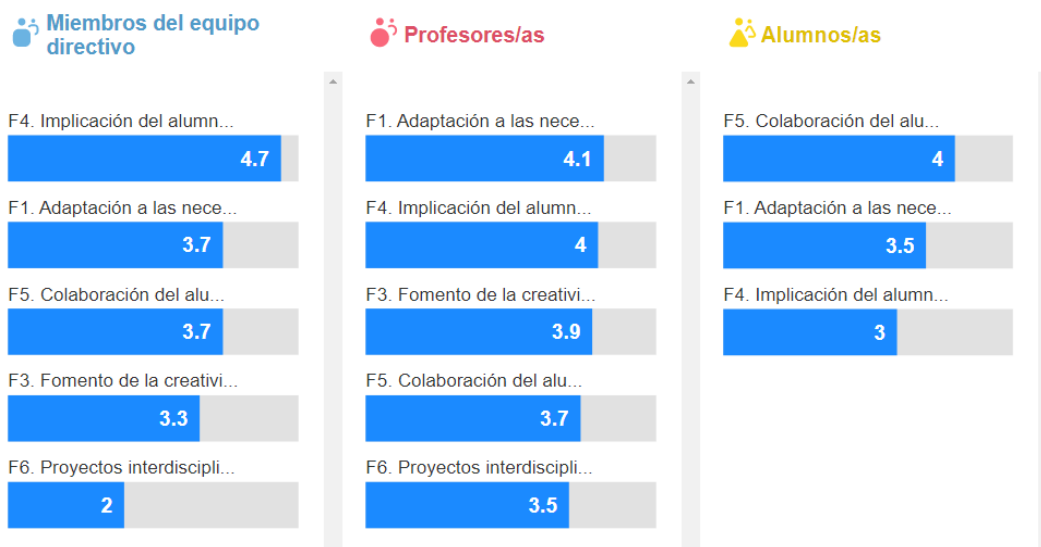 Miembros del equipo
directivo
F4. Implicación del alumn...
4.7
F1. Adaptación a las nece...
3.7
F5. Colaboración del alu...
3.7
F3. Fomento de la creativi...
3.3
F6. Proyectos interdiscipli...
2
Profesores/as
F1. Adaptación a las nece...
4.1
F4. Implicación del alumn...
4
F3. Fomento de la creativi...
3.9
F5. Colaboración del alu...
3.7
F6. Proyectos interdiscipli...
3.5
Alumnos/as
F5. Colaboración del alu...
4
F1. Adaptación a las nece...
3.5
F4. Implicación del alumn...
3